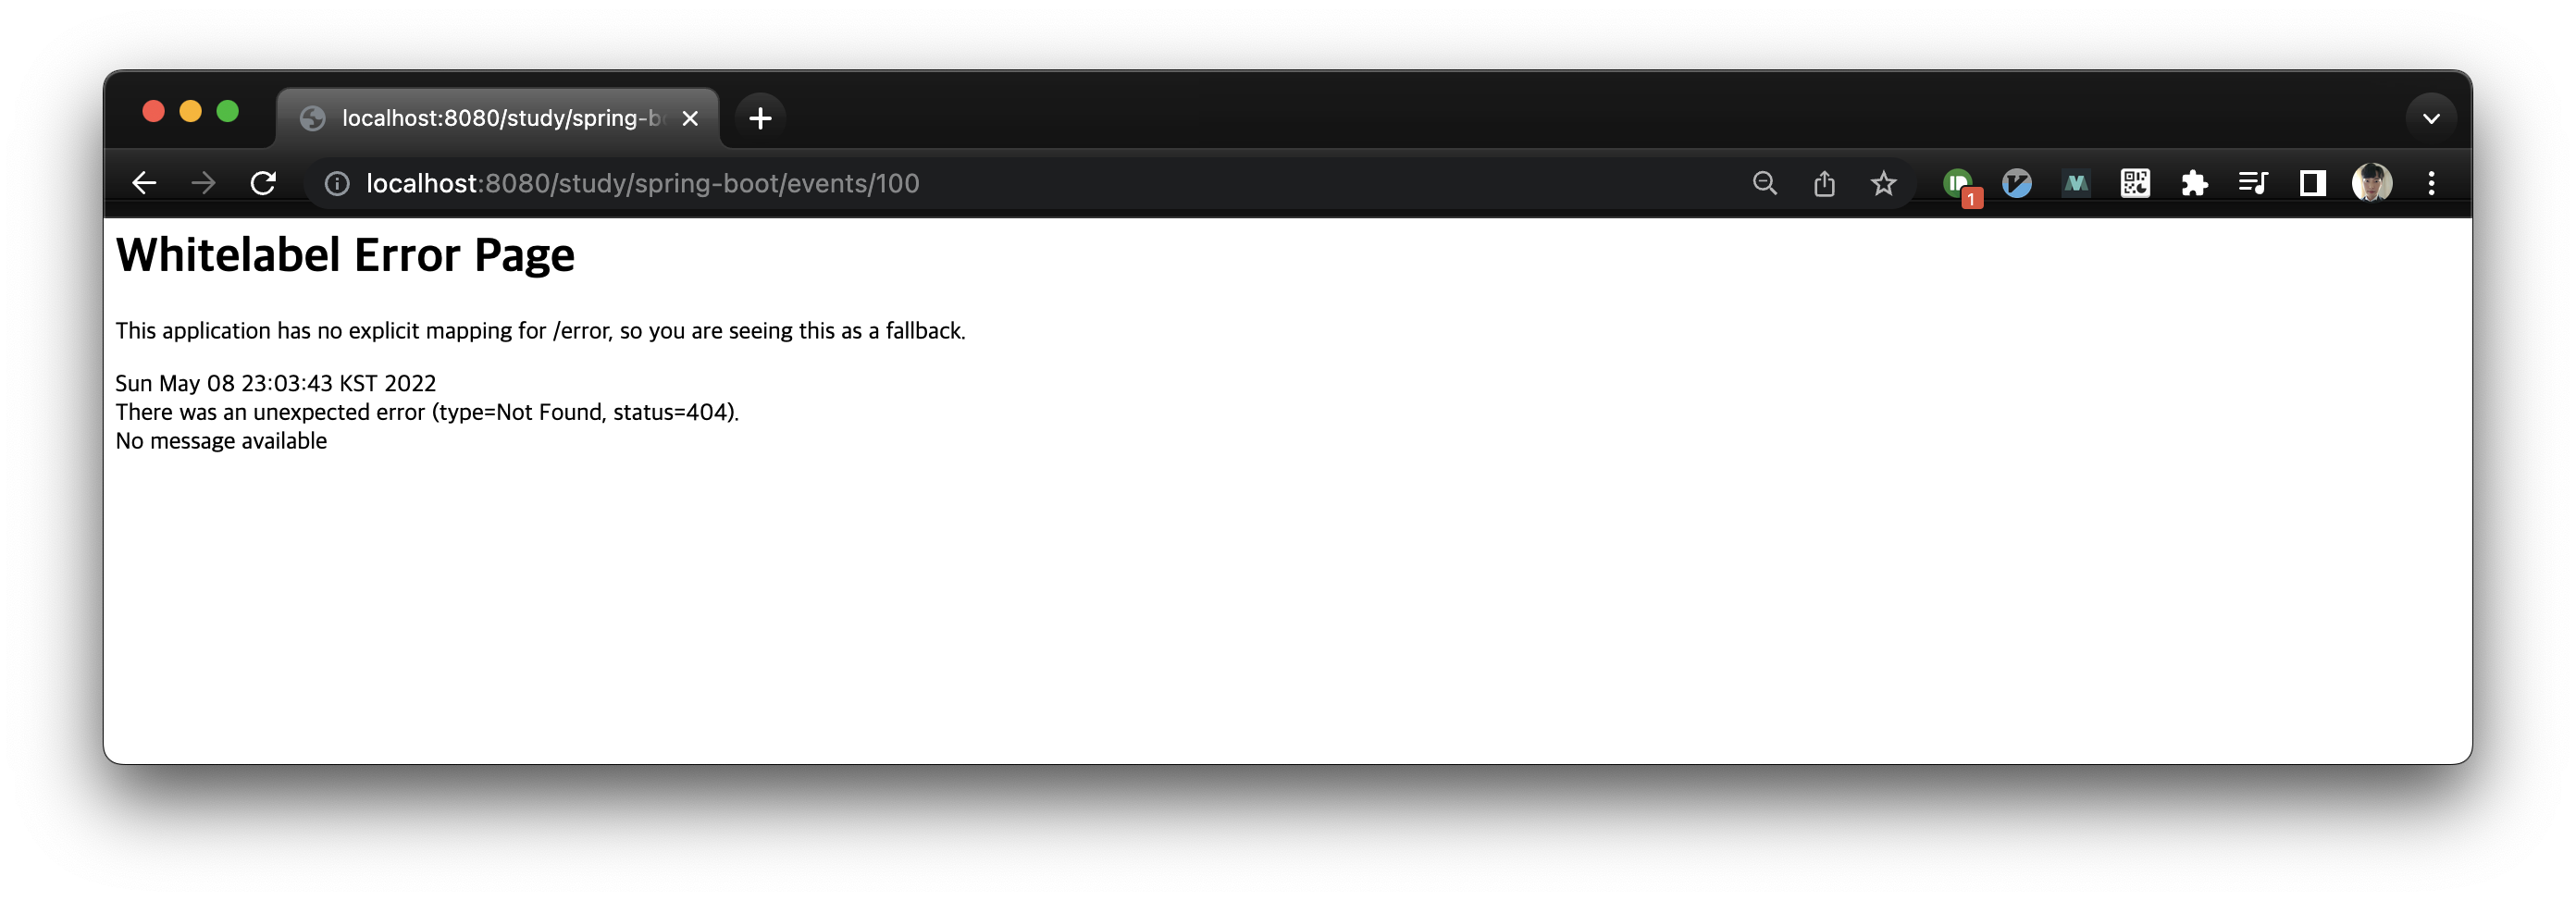 localhost:8080/study/spring-b
localhost:8080/study/spring-boot/events/100
1
Whitelabel Error Page
This application has no explicit mapping for /error, so you are seeing this as a fallback.
Sun May 08 23:03:43 KST 2022
There was an unexpected error (type=Not Found, status=404).
No message available